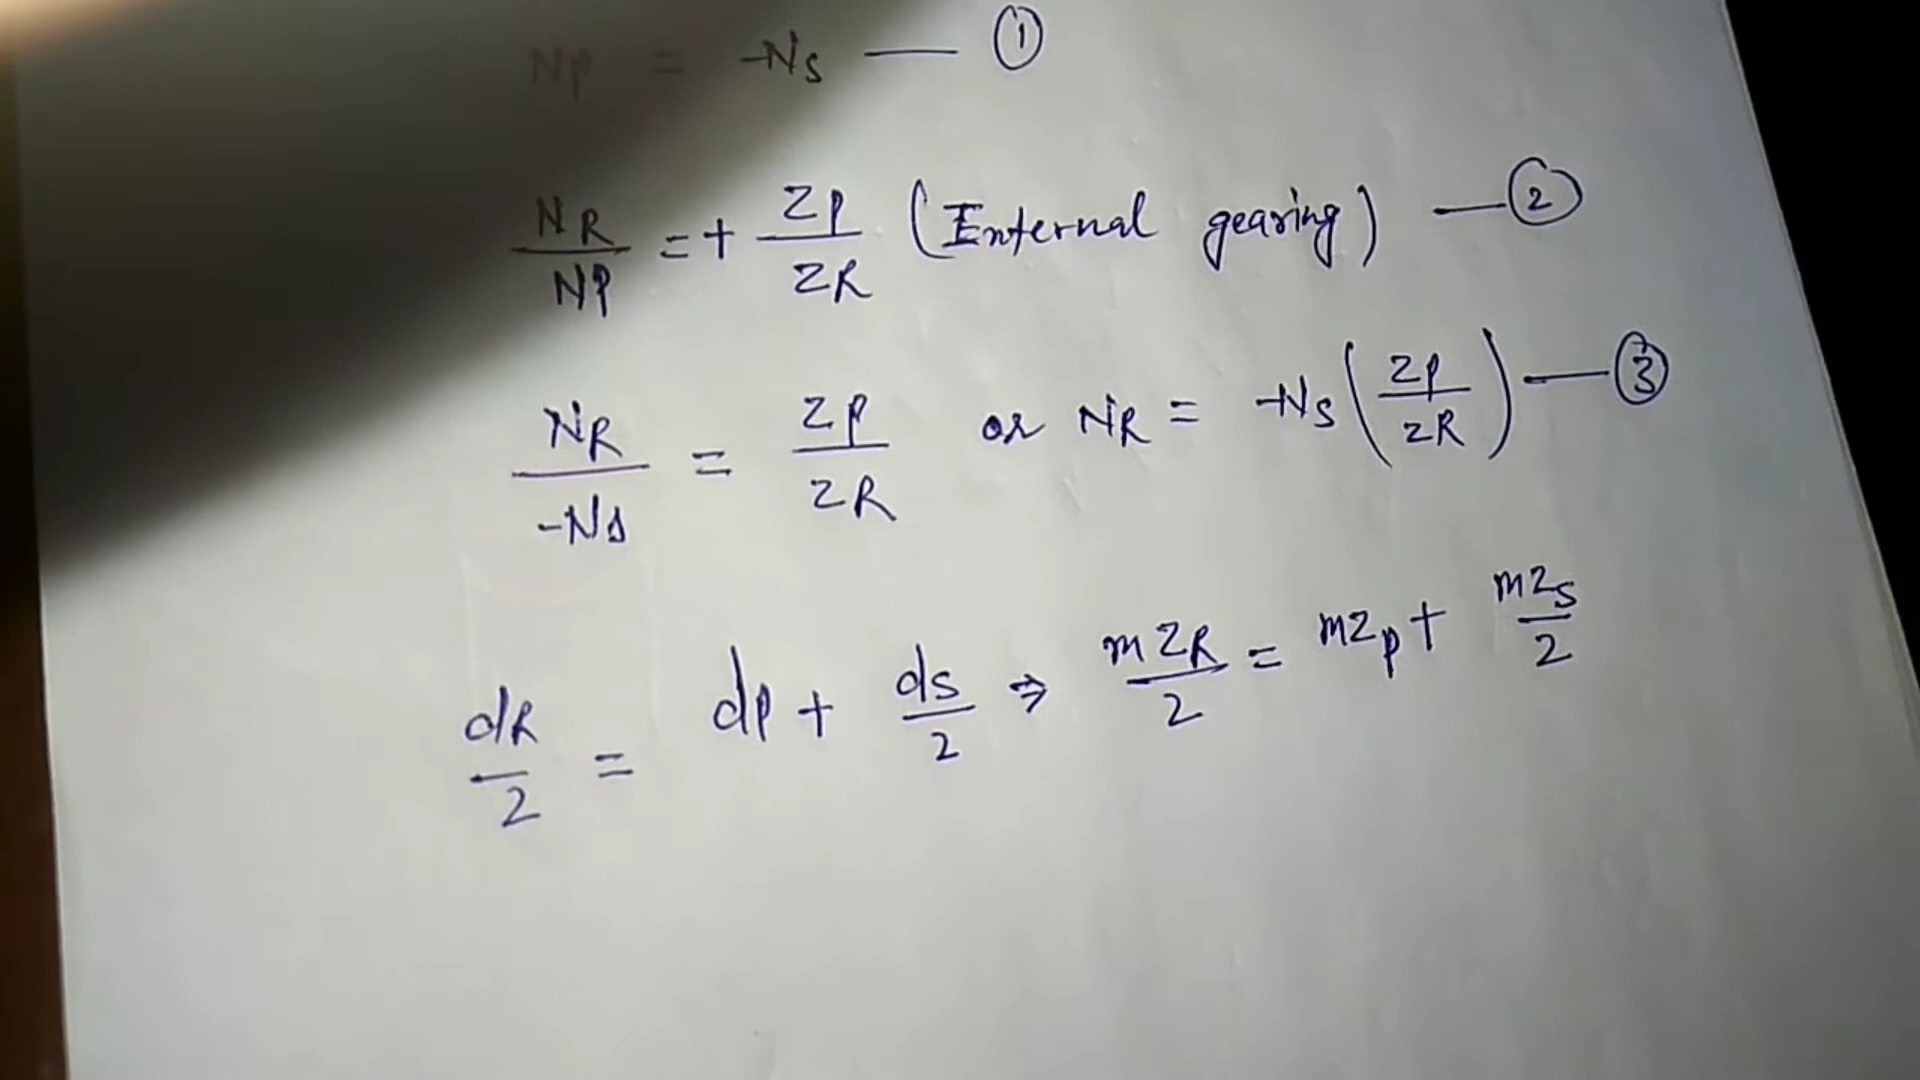 NP = -NS — ①
NR/NP = + ZP/ZR (External gearing) — ②
NR/-NS = ZP/ZR or NR = -NS (ZP/ZR) — ③
dR/2 = dP + dS/2 ⇒ mZR/2 = mZP + mZS/2